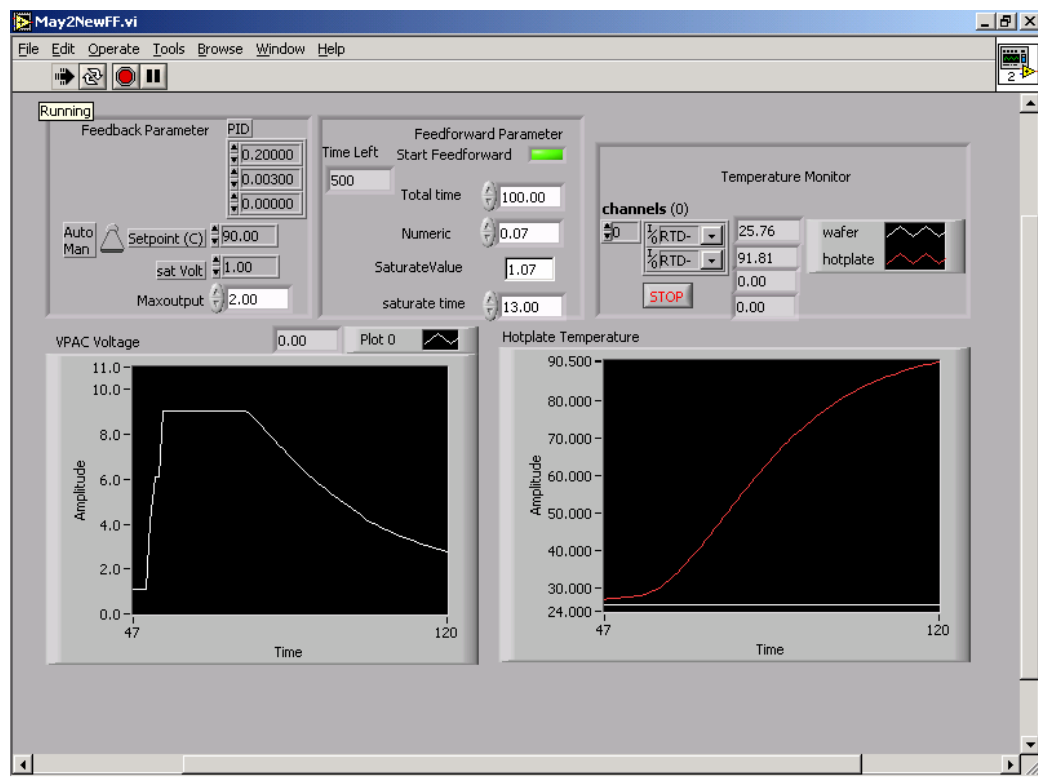 May2NewFF.vi
File Edit Operate Tools Browse Window Help
2
Running
Feedback Parameter PID
0.20000
0.00300
0.00000
Auto
Man
Setpoint (C) 90.00
sat Volt 1.00
Maxoutput 2.00
Feedforward Parameter
Time Left Start Feedforward
500
Total time 100.00
Numeric 0.07
SaturateValue 1.07
saturate time 13.00
Temperature Monitor
channels (0)
0 I/O RTD- 25.76 wafer
I/O RTD- 91.81 hotplate
0.00
STOP
0.00
VPAC Voltage 0.00 Plot 0
11.0
10.0
8.0
6.0
4.0
2.0
0.0
Amplitude
47 120
Time
Hotplate Temperature
90.500
80.000
70.000
60.000
50.000
40.000
30.000
24.000
Amplitude
47 120
Time